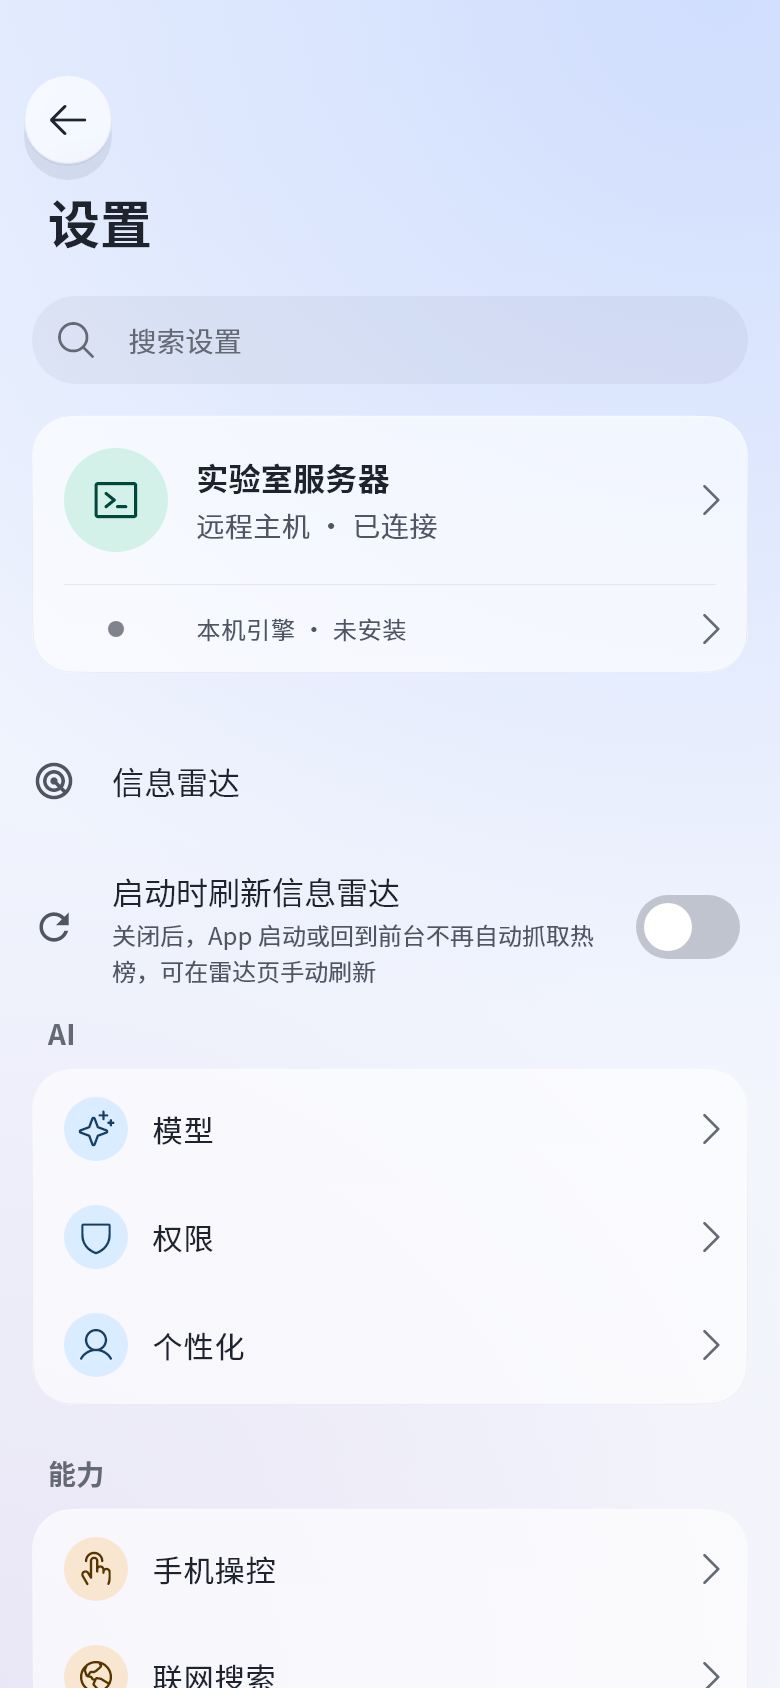 设置
搜索设置
实验室服务器
远程主机 · 已连接
本机引擎 · 未安装
信息雷达
启动时刷新信息雷达
关闭后，App 启动或回到前台不再自动抓取热
榜，可在雷达页手动刷新
AI
模型
权限
个性化
能力
手机操控
联网搜索